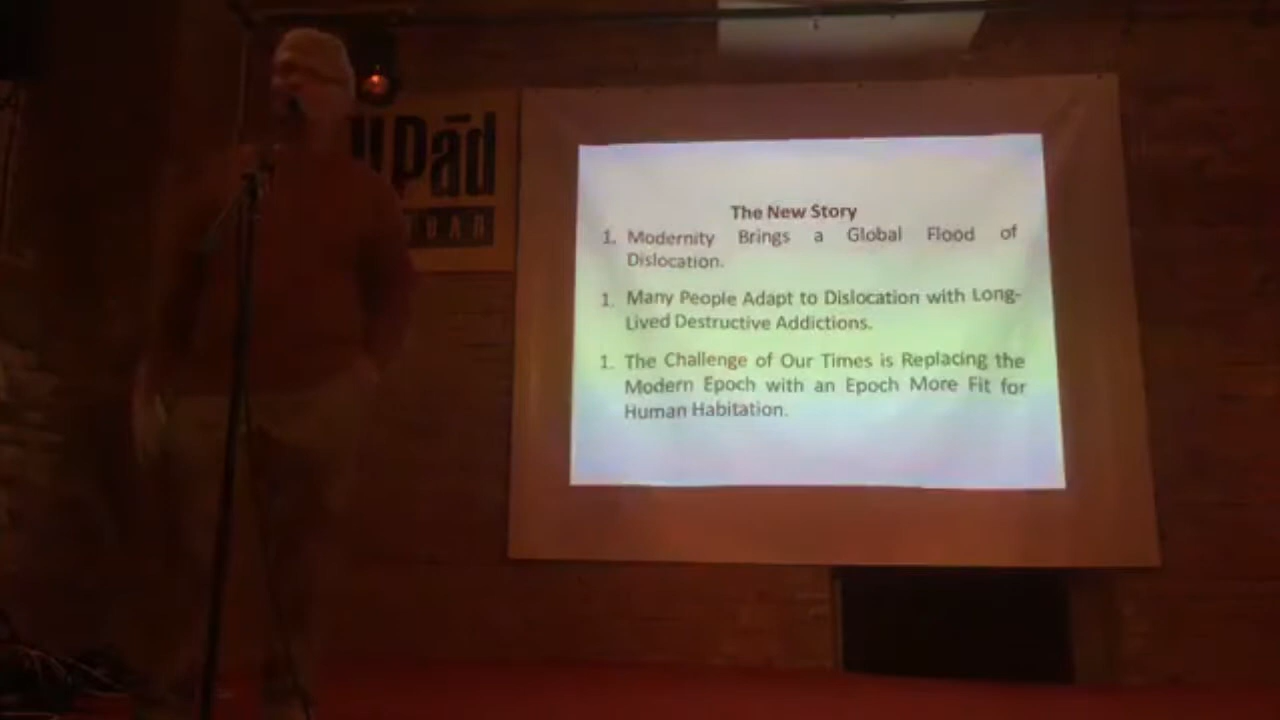 Pād
The New Story
1. Modernity Brings a Global Flood of
Dislocation.
1. Many People Adapt to Dislocation with Long-
Lived Destructive Addictions.
1. The Challenge of Our Times is Replacing the
Modern Epoch with an Epoch More Fit for
Human Habitation.